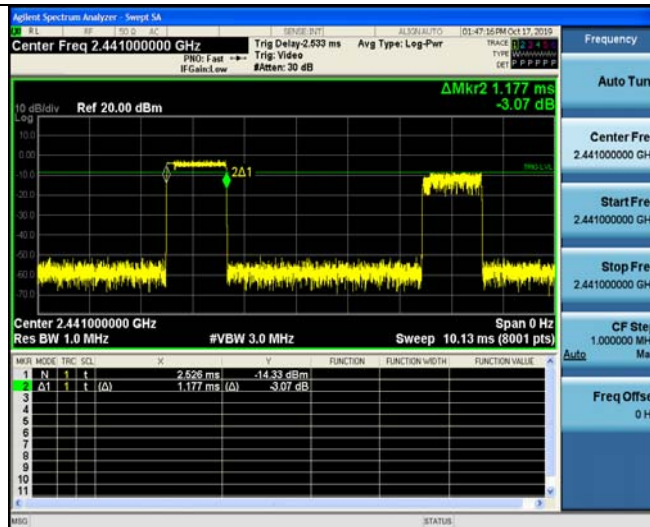 Agilent Spectrum Analyzer - Swept SA
RL RF 50 Ω AC SENSE:INT ALIGN AUTO 01:47:16 PM Oct 17, 2019
Center Freq 2.441000000 GHz
PNO: Fast
IFGain:Low
Trig Delay-2.533 ms
Trig: Video
#Atten: 30 dB
Avg Type: Log-Pwr
TRACE 1 2 3 4 5 6
TYPE
DET P P P P P P
ΔMkr2 1.177 ms
-3.07 dB
10 dB/div Ref 20.00 dBm
Log
10.0
0.00
-10.0
-20.0
-30.0
-40.0
-50.0
-60.0
-70.0
2Δ1
TRIG LVL
Center 2.441000000 GHz Span 0 Hz
Res BW 1.0 MHz #VBW 3.0 MHz Sweep 10.13 ms (8001 pts)
MKR MODE TRC SCL X Y FUNCTION FUNCTION WIDTH FUNCTION VALUE
1 N 1 t 2.526 ms -14.33 dBm
2 Δ1 1 t (Δ) 1.177 ms (Δ) -3.07 dB
3
4
5
6
7
8
9
10
11
MSG STATUS
Frequency
Auto Tun
Center Fre
2.441000000 GH
Start Fre
2.441000000 GH
Stop Fre
2.441000000 GH
CF Ste
1.000000 MH
Auto Ma
Freq Offse
0 H